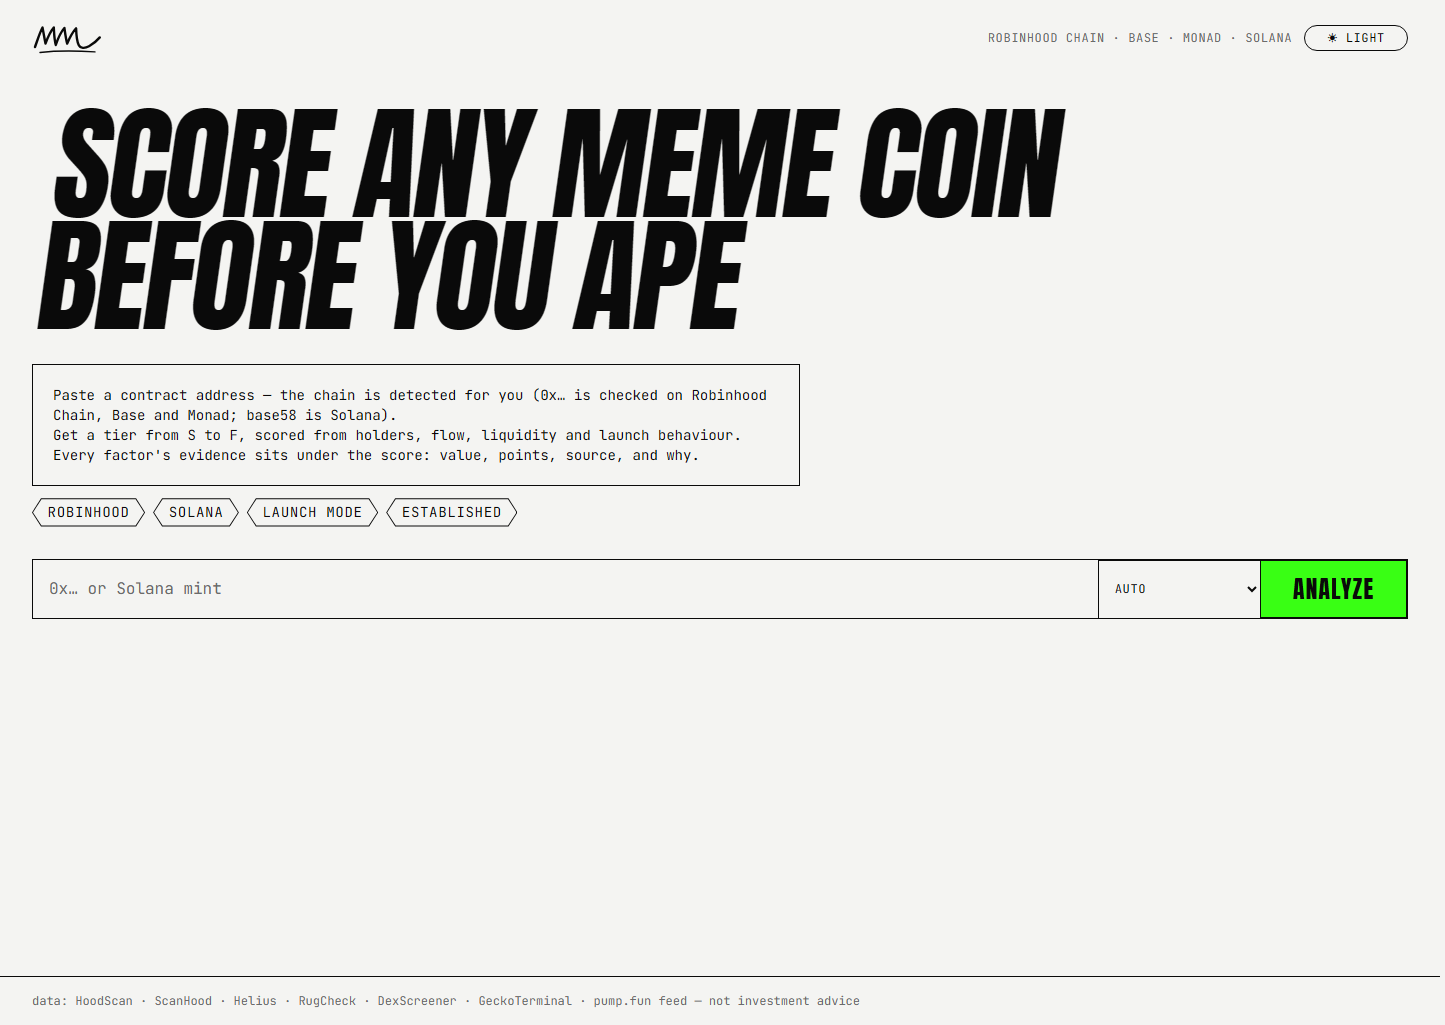 ROBINHOOD CHAIN · BASE · MONAD · SOLANA
☀ LIGHT
SCORE ANY MEME COIN
BEFORE YOU APE
Paste a contract address — the chain is detected for you (0x… is checked on Robinhood
Chain, Base and Monad; base58 is Solana).
Get a tier from S to F, scored from holders, flow, liquidity and launch behaviour.
Every factor's evidence sits under the score: value, points, source, and why.
ROBINHOOD
SOLANA
LAUNCH MODE
ESTABLISHED
0x… or Solana mint
AUTO
ANALYZE
data: HoodScan · ScanHood · Helius · RugCheck · DexScreener · GeckoTerminal · pump.fun feed — not investment advice